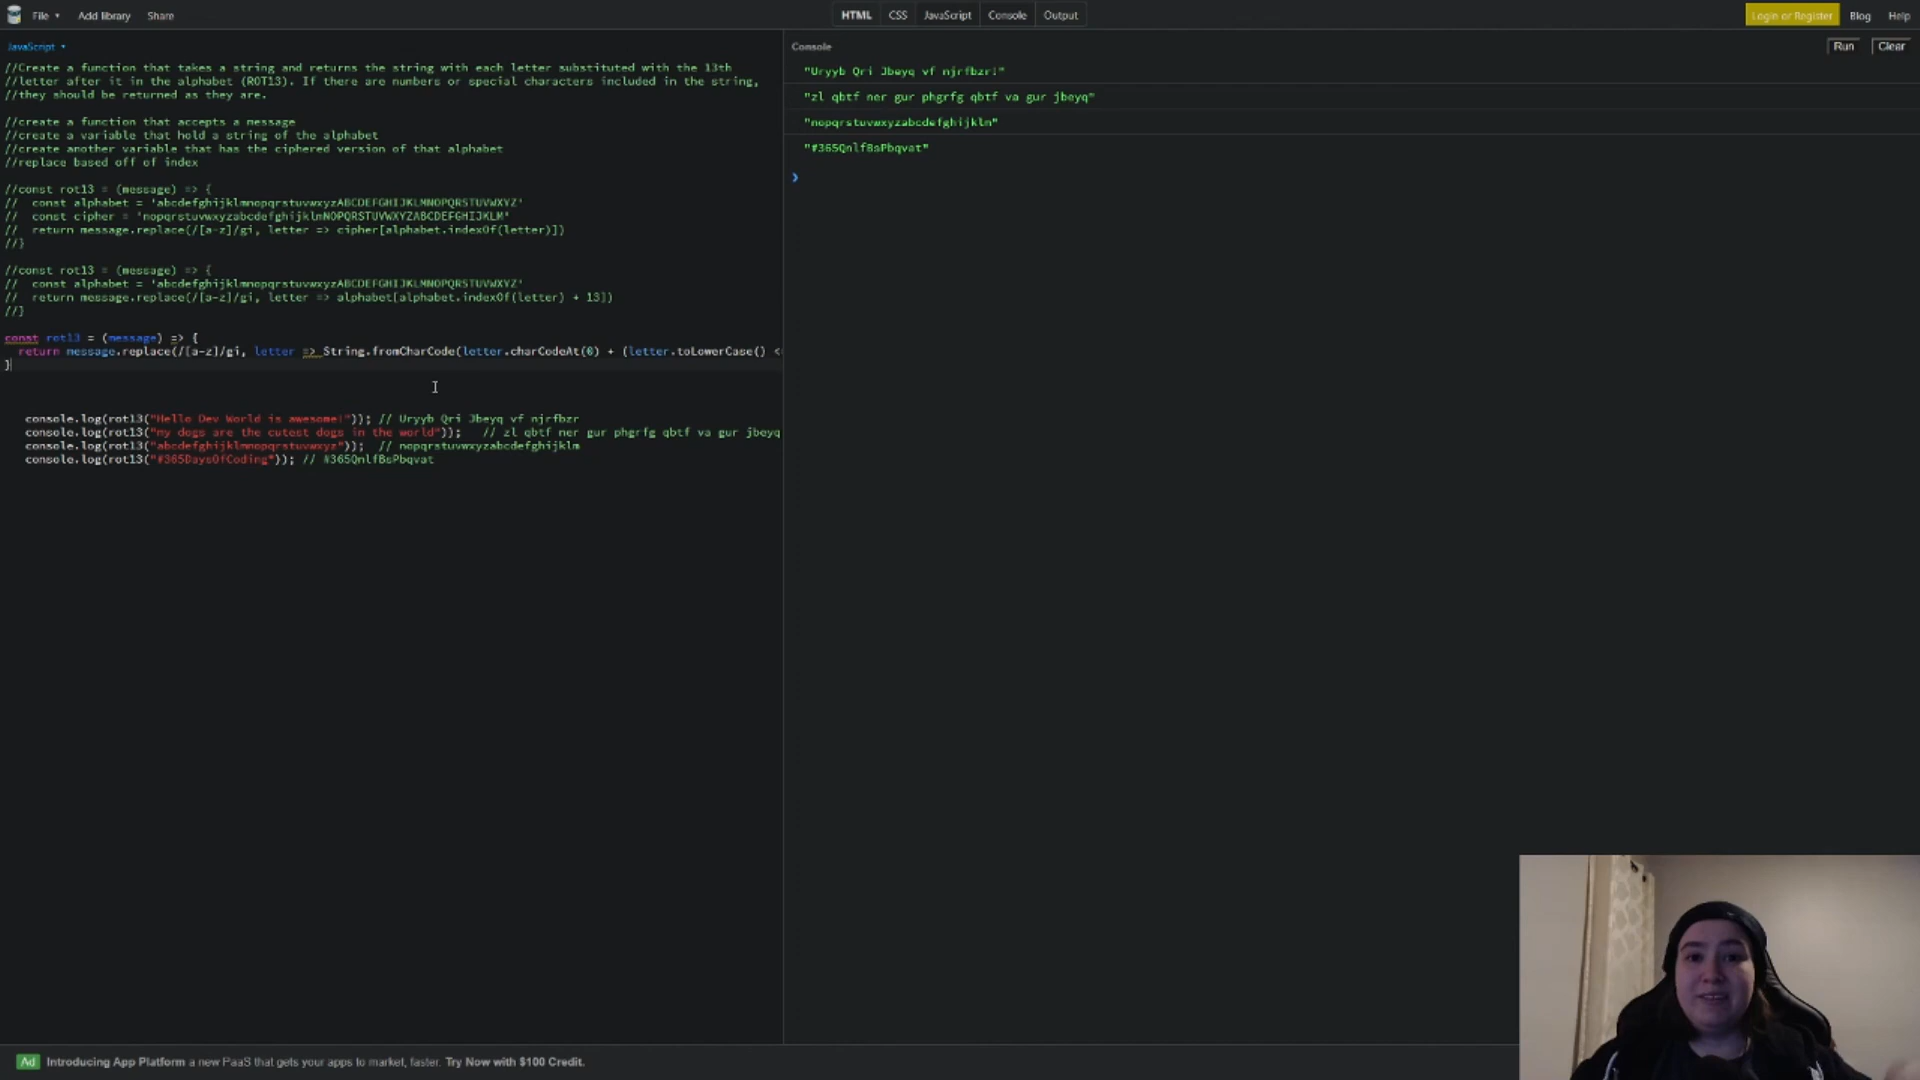 File
Add library
Share
HTML
CSS
JavaScript
Console
Output
Login or Register
Blog
Help
JavaScript
//Create a function that takes a string and returns the string with each letter substituted with the 13th
//letter after it in the alphabet (ROT13). If there are numbers or special characters included in the string,
//they should be returned as they are.
//create a function that accepts a message
//create a variable that hold a string of the alphabet
//create another variable that has the ciphered version of that alphabet
//replace based off of index
//const rot13 = (message) => {
//  const alphabet = 'abcdefghijklmnopqrstuvwxyzABCDEFGHIJKLMNOPQRSTUVWXYZ'
//  const cipher = 'nopqrstuvwxyzabcdefghijklmNOPQRSTUVWXYZABCDEFGHIJKLM'
//  return message.replace(/[a-z]/gi, letter => cipher[alphabet.indexOf(letter)])
//}
//const rot13 = (message) => {
//  const alphabet = 'abcdefghijklmnopqrstuvwxyzABCDEFGHIJKLMNOPQRSTUVWXYZ'
//  return message.replace(/[a-z]/gi, letter => alphabet[alphabet.indexOf(letter) + 13])
//}
const rot13 = (message) => {
return message.replace(/[a-z]/gi, letter => String.fromCharCode(letter.charCodeAt(0) + (letter.toLowerCase() <
}
console.log(rot13("Hello Dev World is awesome!")); // Uryyb Qri Jbeyq vf njrfbzr
console.log(rot13("my dogs are the cutest dogs in the world"));   // zl qbtf ner gur phgrfg qbtf va gur jbeyq
console.log(rot13("abcdefghijklmnopqrstuvwxyz"));  // nopqrstuvwxyzabcdefghijklm
console.log(rot13("#365DaysOfCoding")); // #365QnlfBsPbqvat
Console
Run
Clear
"Uryyb Qri Jbeyq vf njrfbzr!"
"zl qbtf ner gur phgrfg qbtf va gur jbeyq"
"nopqrstuvwxyzabcdefghijklm"
"#365QnlfBsPbqvat"
Ad Introducing App Platform a new PaaS that gets your apps to market, faster. Try Now with $100 Credit.